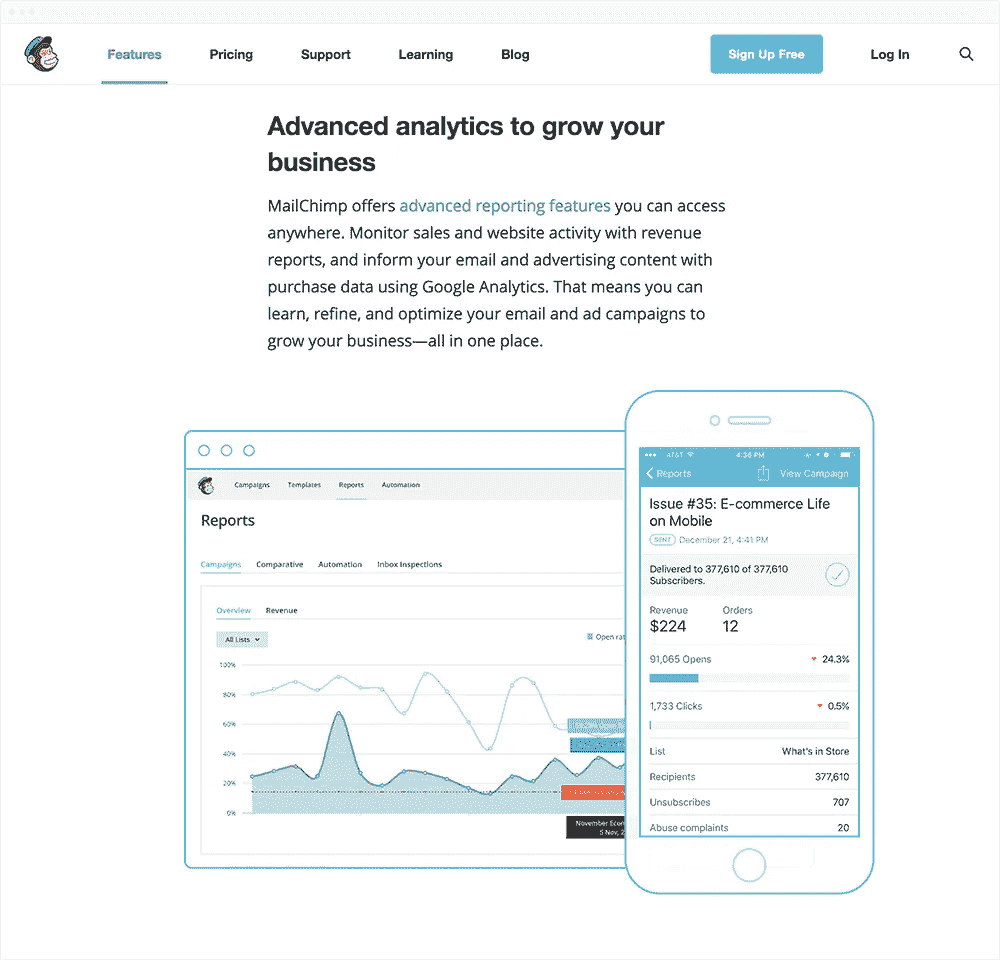 Features Pricing Support Learning Blog Sign Up Free Log In
Advanced analytics to grow your
business
MailChimp offers advanced reporting features you can access
anywhere. Monitor sales and website activity with revenue
reports, and inform your email and advertising content with
purchase data using Google Analytics. That means you can
learn, refine, and optimize your email and ad campaigns to
grow your business—all in one place.
Campaigns Templates Reports Automation
Reports
Campaigns Comparative Automation Inbox Inspections
Overview Revenue
All Lists
Open rat
100%
80%
60%
40%
20%
0%
November Econ
5 Nov, 2
AT&T 4:36 PM
Reports View Campaign
Issue #35: E-commerce Life
on Mobile
SENT December 21, 4:41 PM
Delivered to 377,610 of 377,610
Subscribers.
Revenue Orders
$224 12
91,065 Opens 24.3%
1,733 Clicks 0.5%
List What's in Store
Recipients 377,610
Unsubscribes 707
Abuse complaints 20